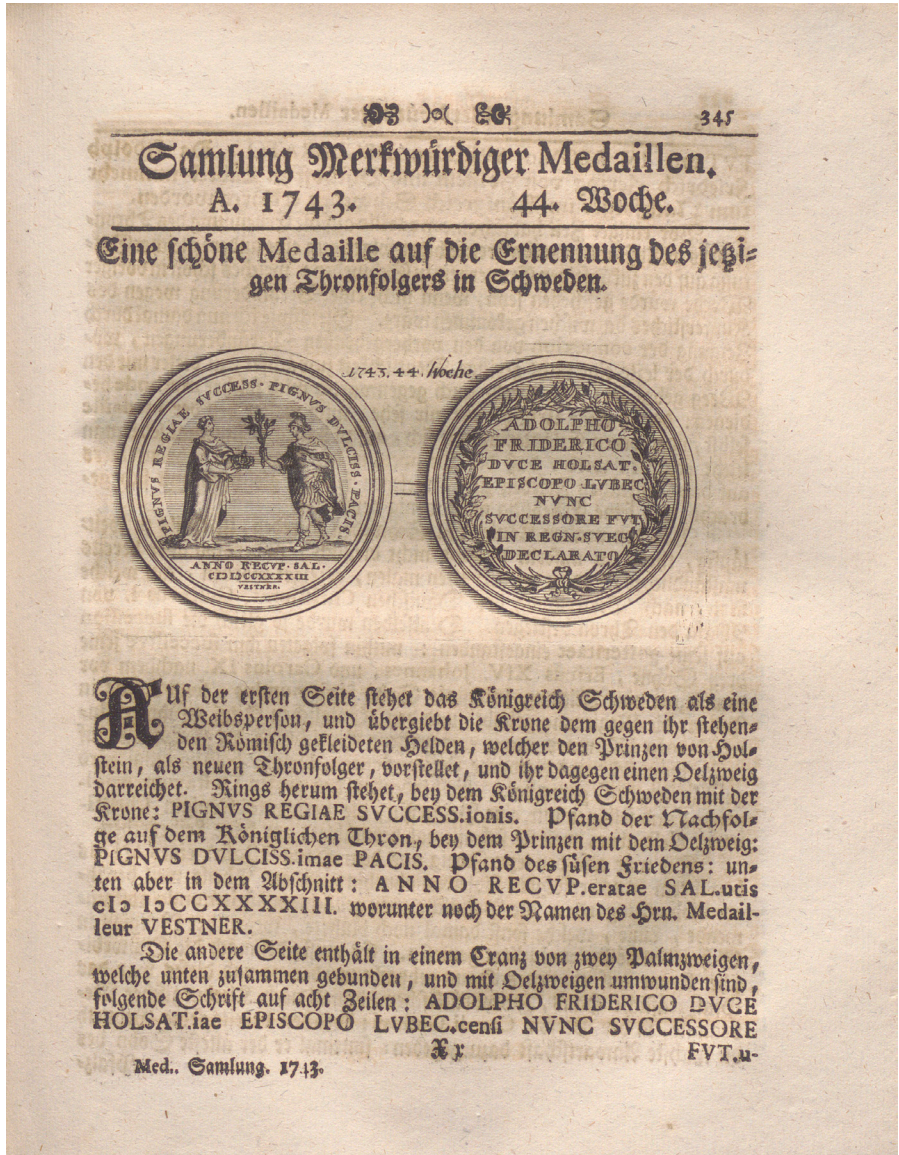 345
Samlung Merkwürdiger Medaillen.
A. 1743. 44. Woche.
Eine schöne Medaille auf die Ernennung des jetzi-
gen Thronfolgers in Schweden.
1743. 44. Woche.
PIGNVS REGIAE SVCCESS · PIGNVS DVLCISS · PACIS ·
ANNO RECVP · SAL ·
CIƆIƆCCXXXXIII
VESTNER.
ADOLPHO
FRIDERICO
DVCE HOLSAT.
EPISCOPO LVBEC
NVNC
SVCCESSORE FVT
IN REGN. SVEC
DECLARATO
AUf der ersten Seite stehet das Königreich Schweden als eine
Weibsperson, und übergiebt die Krone dem gegen ihr stehen-
den Römisch gekleideten Helden, welcher den Prinzen von Hol-
stein, als neuen Thronfolger, vorstellet, und ihr dagegen einen Oelzweig
darreichet. Rings herum stehet, bey dem Königreich Schweden mit der
Krone: PIGNVS REGIAE SVCCESS.ionis. Pfand der Nachfol-
ge auf dem Königlichen Thron, bey dem Prinzen mit dem Oelzweig:
PIGNVS DVLCISS.imae PACIS. Pfand des süsen Friedens: un-
ten aber in dem Abschnitt: ANNO RECVP.eratae SAL.utis
cIɔ IɔCCXXXXIII. worunter noch der Namen des Hrn. Medail-
leur VESTNER.
Die andere Seite enthält in einem Cranz von zwey Palmzweigen,
welche unten zusammen gebunden, und mit Oelzweigen umwunden sind,
folgende Schrift auf acht Zeilen: ADOLPHO FRIDERICO DVCE
HOLSAT.iae EPISCOPO LVBEC.censi NVNC SVCCESSORE
X x FVT.u-
Med.. Samlung. 1743.